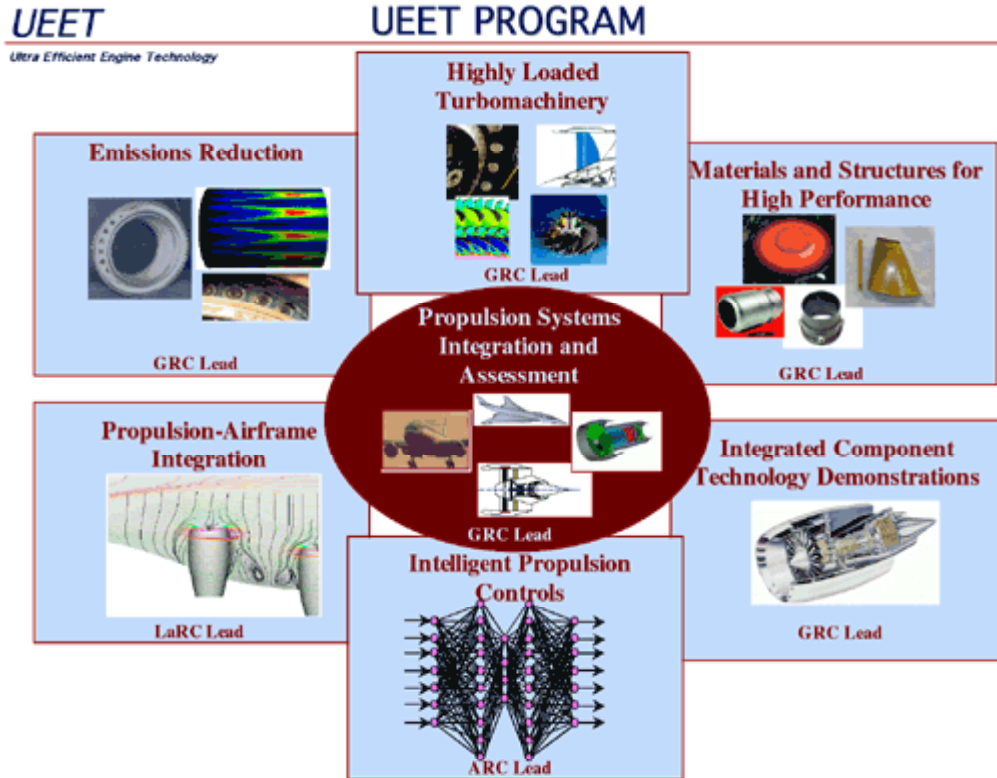 UEET
UEET PROGRAM
Ultra Efficient Engine Technology
Highly Loaded
Turbomachinery
GRC Lead
Emissions Reduction
GRC Lead
Materials and Structures for
High Performance
GRC Lead
Propulsion Systems
Integration and
Assessment
GRC Lead
Propulsion-Airframe
Integration
LaRC Lead
Integrated Component
Technology Demonstrations
GRC Lead
Intelligent Propulsion
Controls
ARC Lead